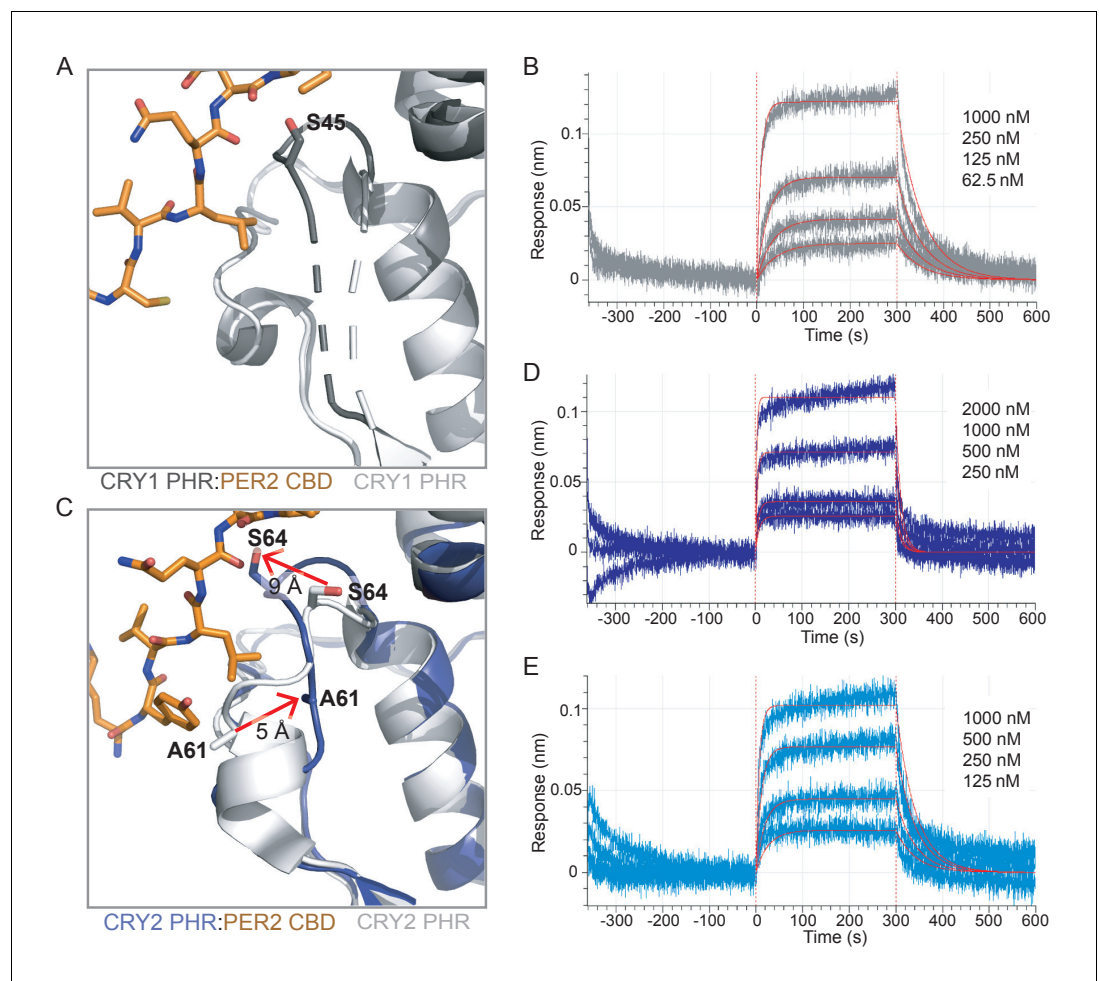 A
S45
CRY1 PHR:PER2 CBD CRY1 PHR
B
Response (nm)
0.1
0.05
0
1000 nM
250 nM
125 nM
62.5 nM
-300 -200 -100 0 100 200 300 400 500 600
Time (s)
C
S64
9 Å
S64
A61
5 Å
A61
CRY2 PHR:PER2 CBD CRY2 PHR
D
Response (nm)
0.1
0.05
0
2000 nM
1000 nM
500 nM
250 nM
-300 -200 -100 0 100 200 300 400 500 600
Time (s)
E
Response (nm)
0.1
0.05
0
1000 nM
500 nM
250 nM
125 nM
-300 -200 -100 0 100 200 300 400 500 600
Time (s)